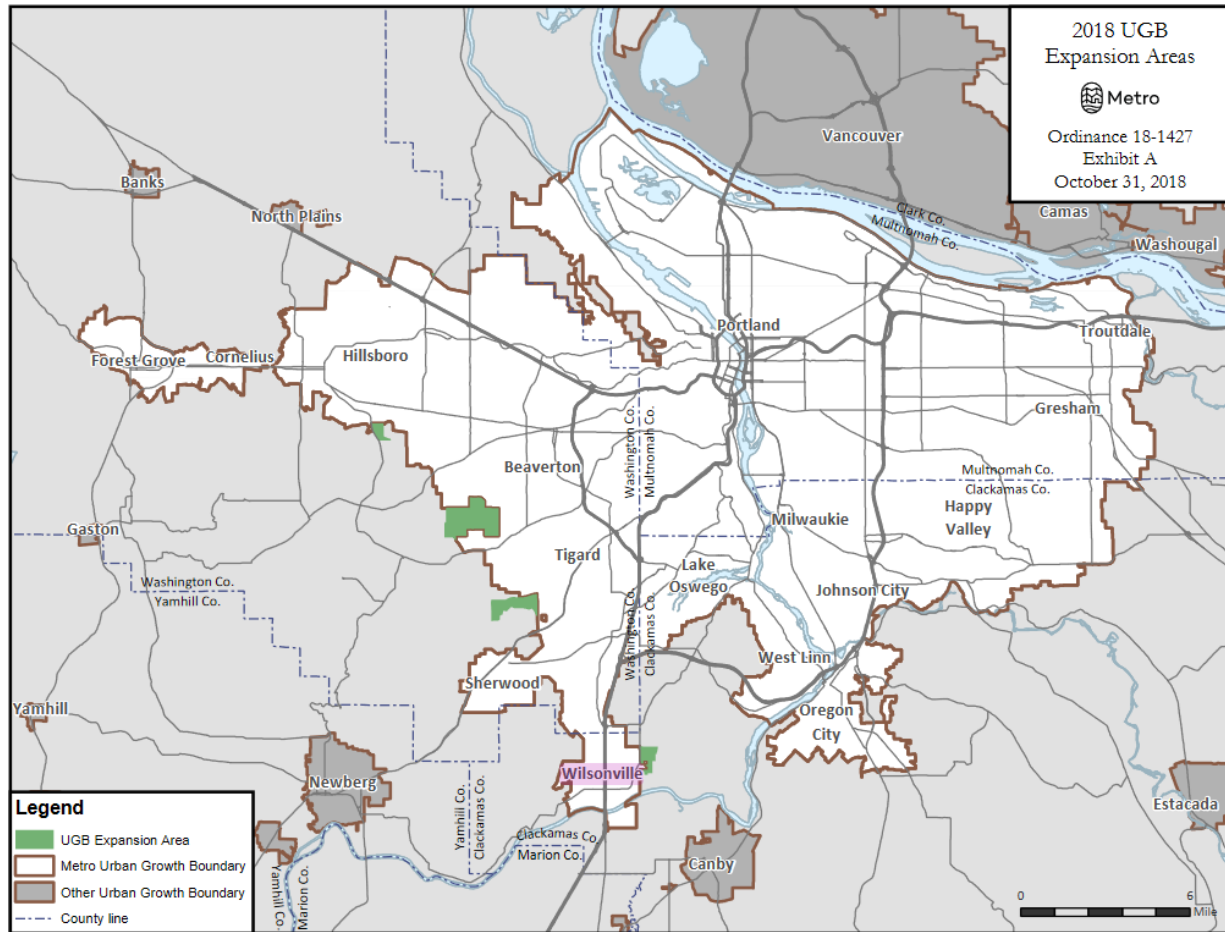 2018 UGB
Expansion Areas
Metro
Ordinance 18-1427
Exhibit A
October 31, 2018
Vancouver
Banks
North Plains
Clark Co.
Multnomah Co.
Camas
Washougal
Portland
Troutdale
Forest Grove
Cornelius
Hillsboro
Gresham
Beaverton
Washington Co.
Multnomah Co.
Multnomah Co.
Clackamas Co.
Happy
Valley
Gaston
Milwaukie
Tigard
Lake
Oswego
Washington Co.
Yamhill Co.
Johnson City
Washington Co.
Clackamas Co.
West Linn
Sherwood
Oregon
City
Yamhill
Wilsonville
Newberg
Yamhill Co.
Clackamas Co.
Estacada
Clackamas Co.
Marion Co.
Canby
Yamhill Co.
Marion Co.
Legend
UGB Expansion Area
Metro Urban Growth Boundary
Other Urban Growth Boundary
County line
0
6
Mile